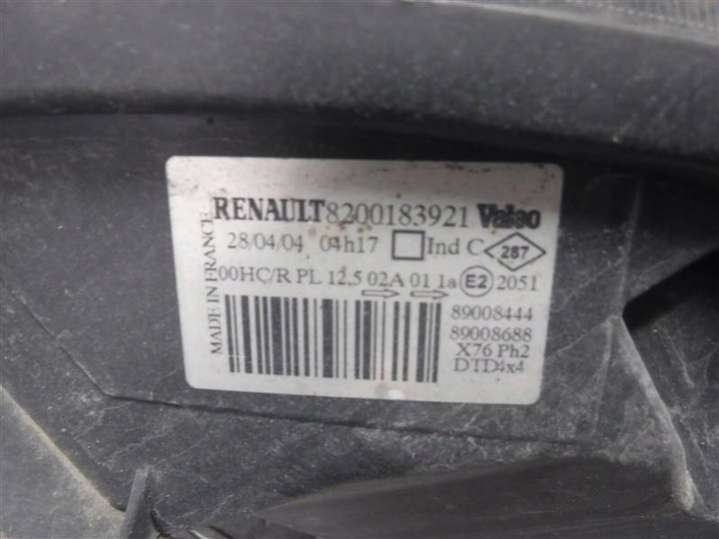 RENAULT 8200183921 Valeo
28/04/04 04h17 Ind C 287
00HC/R PL 12,5 02A 01 1a E2 2051
89008444
89008688
X76 Ph2
DTD4x4
MADE IN FRANCE